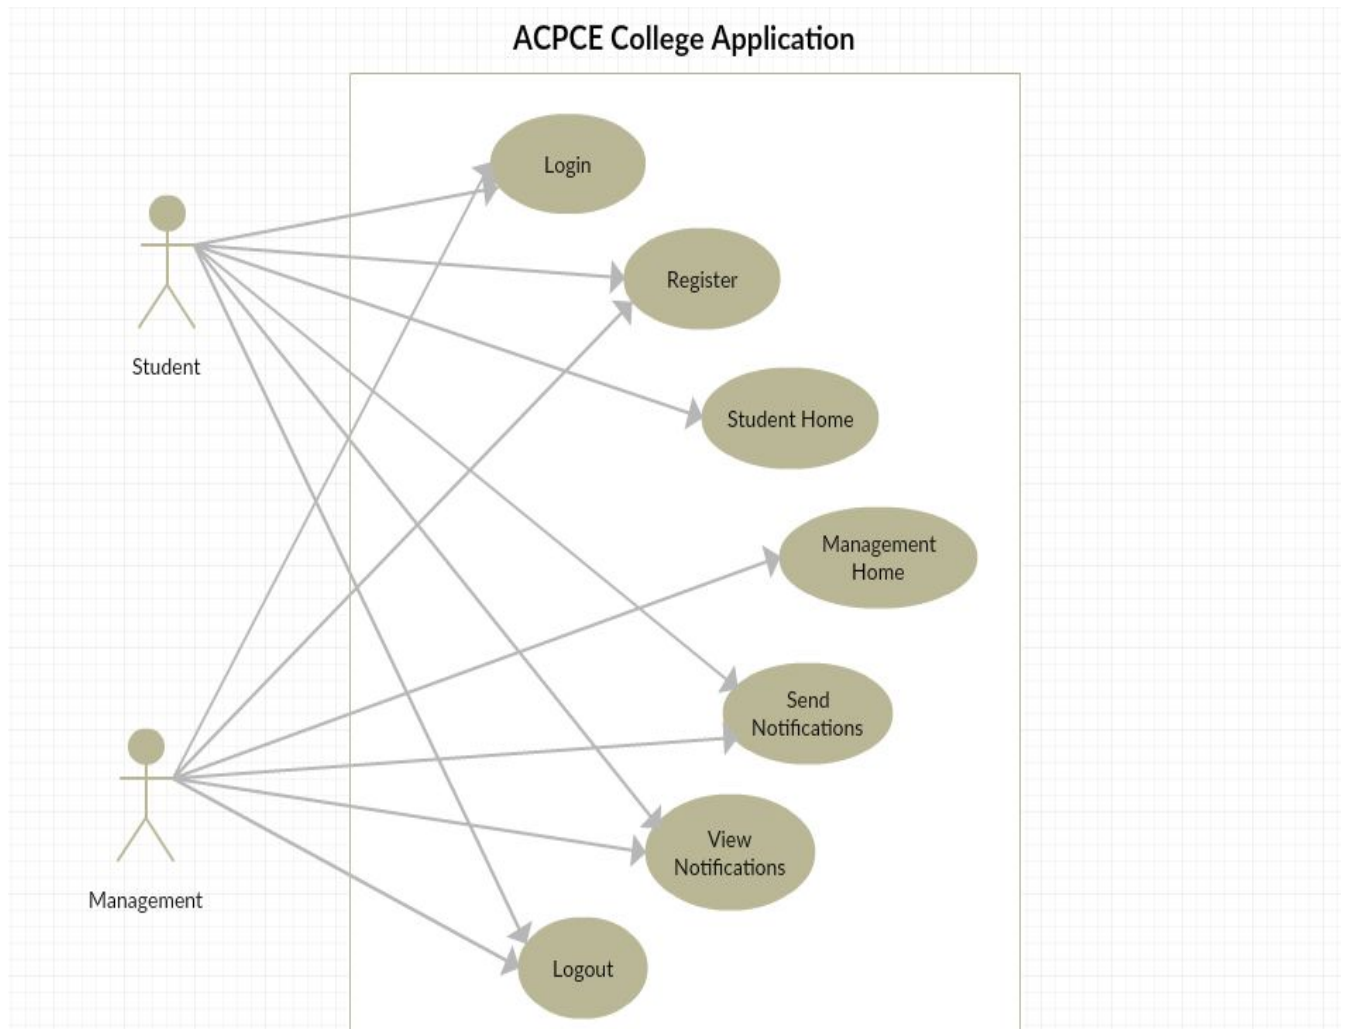 ACPCE College Application
Login
Register
Student
Student Home
Management
Home
Send
Notifications
View
Notifications
Management
Logout